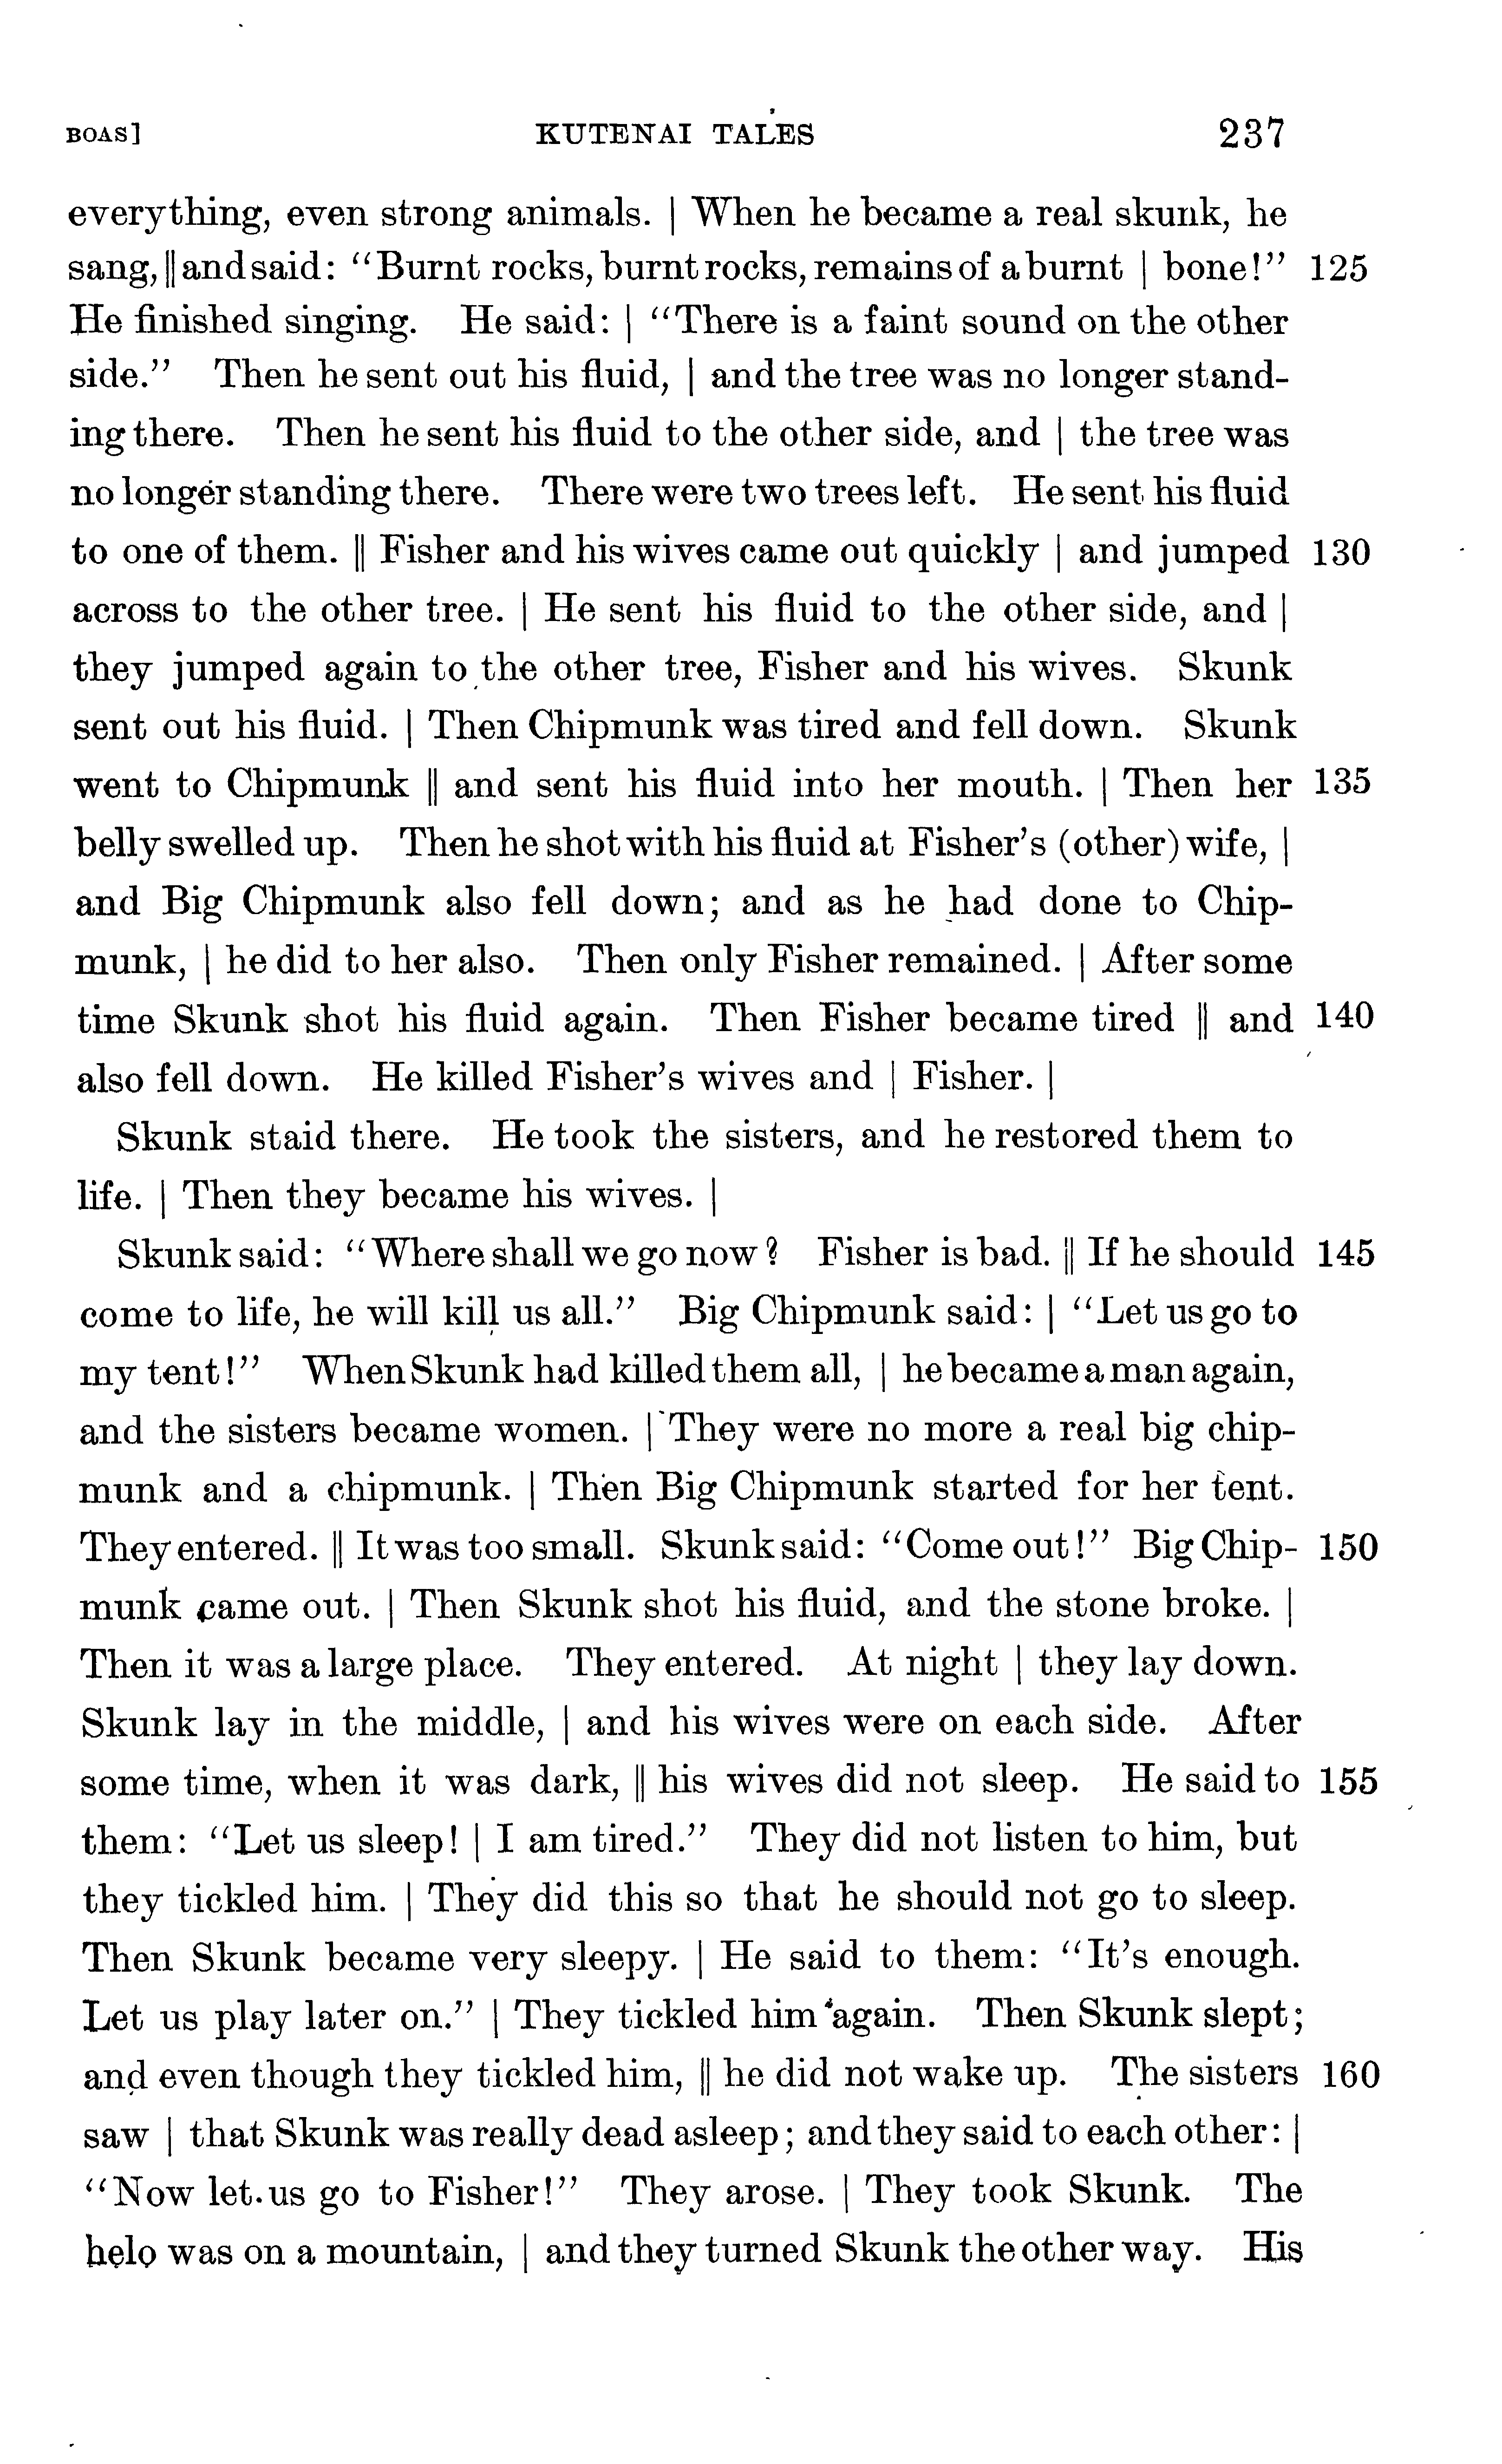 BOAS] KUTENAI TALES 237
everything, even strong animals. | When he became a real skunk, he
sang, || and said: “Burnt rocks, burnt rocks, remains of a burnt | bone!” 125
He finished singing. He said: | “There is a faint sound on the other
side.” Then he sent out his fluid, | and the tree was no longer stand-
ing there. Then he sent his fluid to the other side, and | the tree was
no longer standing there. There were two trees left. He sent his fluid
to one of them. || Fisher and his wives came out quickly | and jumped 130
across to the other tree. | He sent his fluid to the other side, and |
they jumped again to the other tree, Fisher and his wives. Skunk
sent out his fluid. | Then Chipmunk was tired and fell down. Skunk
went to Chipmunk || and sent his fluid into her mouth. | Then her 135
belly swelled up. Then he shot with his fluid at Fisher’s (other) wife, |
and Big Chipmunk also fell down; and as he had done to Chip-
munk, | he did to her also. Then only Fisher remained. | After some
time Skunk shot his fluid again. Then Fisher became tired || and 140
also fell down. He killed Fisher’s wives and | Fisher. |
Skunk staid there. He took the sisters, and he restored them to
life. | Then they became his wives. |
Skunk said: “Where shall we go now? Fisher is bad. || If he should 145
come to life, he will kill us all.” Big Chipmunk said: | “Let us go to
my tent!” When Skunk had killed them all, | he became a man again,
and the sisters became women. | They were no more a real big chip-
munk and a chipmunk. | Then Big Chipmunk started for her tent.
They entered. || It was too small. Skunk said: “Come out!” Big Chip- 150
munk came out. | Then Skunk shot his fluid, and the stone broke. |
Then it was a large place. They entered. At night | they lay down.
Skunk lay in the middle, | and his wives were on each side. After
some time, when it was dark, || his wives did not sleep. He said to 155
them: “Let us sleep! | I am tired.” They did not listen to him, but
they tickled him. | They did this so that he should not go to sleep.
Then Skunk became very sleepy. | He said to them: “It’s enough.
Let us play later on.” | They tickled him again. Then Skunk slept;
and even though they tickled him, || he did not wake up. The sisters 160
saw | that Skunk was really dead asleep; and they said to each other: |
“Now let us go to Fisher!” They arose. | They took Skunk. The
helo was on a mountain, | and they turned Skunk the other way. His